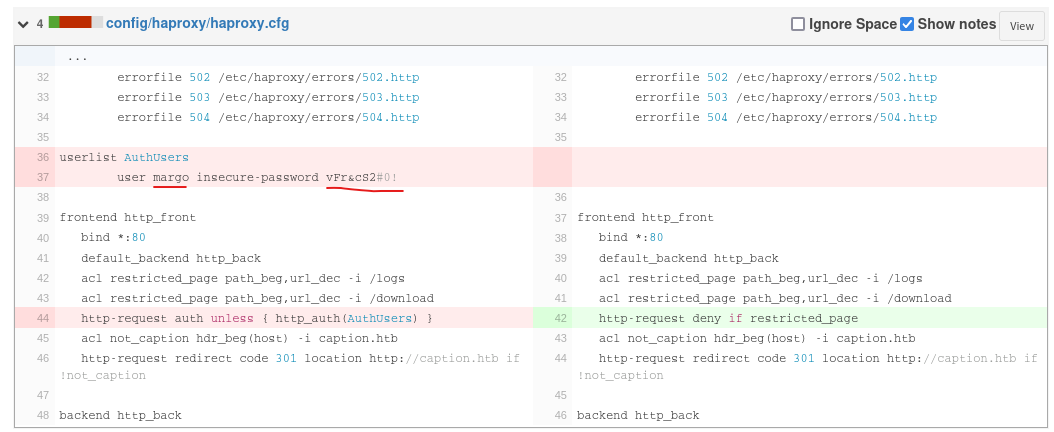 4 config/haproxy/haproxy.cfg Ignore Space Show notes View
...
32 errorfile 502 /etc/haproxy/errors/502.http 32 errorfile 502 /etc/haproxy/errors/502.http
33 errorfile 503 /etc/haproxy/errors/503.http 33 errorfile 503 /etc/haproxy/errors/503.http
34 errorfile 504 /etc/haproxy/errors/504.http 34 errorfile 504 /etc/haproxy/errors/504.http
35 35
36 userlist AuthUsers
37 user margo insecure-password vFr&cS2#0!
38 36
39 frontend http_front 37 frontend http_front
40 bind *:80 38 bind *:80
41 default_backend http_back 39 default_backend http_back
42 acl restricted_page path_beg,url_dec -i /logs 40 acl restricted_page path_beg,url_dec -i /logs
43 acl restricted_page path_beg,url_dec -i /download 41 acl restricted_page path_beg,url_dec -i /download
44 http-request auth unless { http_auth(AuthUsers) } 42 http-request deny if restricted_page
45 acl not_caption hdr_beg(host) -i caption.htb 43 acl not_caption hdr_beg(host) -i caption.htb
46 http-request redirect code 301 location http://caption.htb if 44 http-request redirect code 301 location http://caption.htb if
!not_caption !not_caption
47 45
48 backend http_back 46 backend http_back